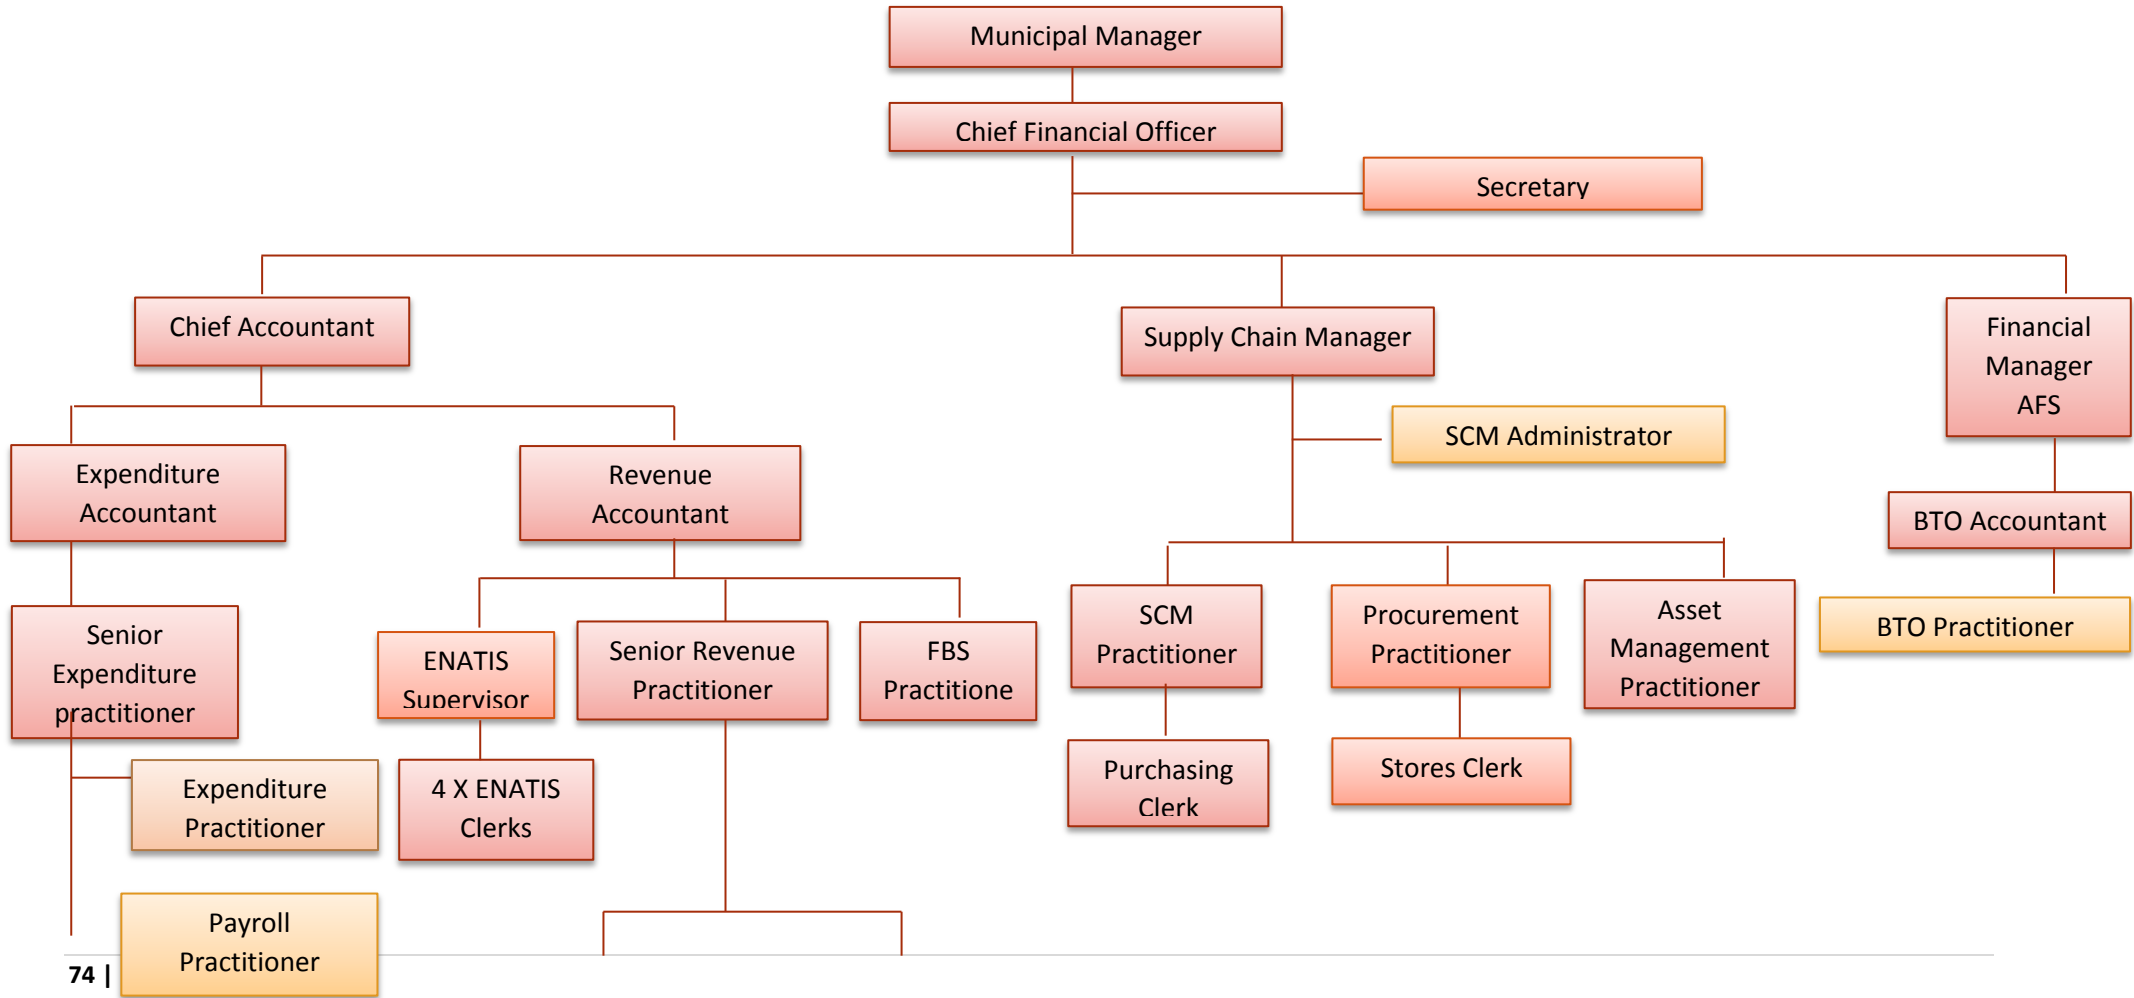 Municipal Manager
Chief Financial Officer
Secretary
Chief Accountant
Supply Chain Manager
Financial
Manager
AFS
SCM Administrator
Expenditure
Accountant
Revenue
Accountant
BTO Accountant
Senior
Expenditure
practitioner
ENATIS
Supervisor
Senior Revenue
Practitioner
FBS
Practitione
SCM
Practitioner
Procurement
Practitioner
Asset
Management
Practitioner
BTO Practitioner
Expenditure
Practitioner
4 X ENATIS
Clerks
Purchasing
Clerk
Stores Clerk
Payroll
Practitioner
74 |